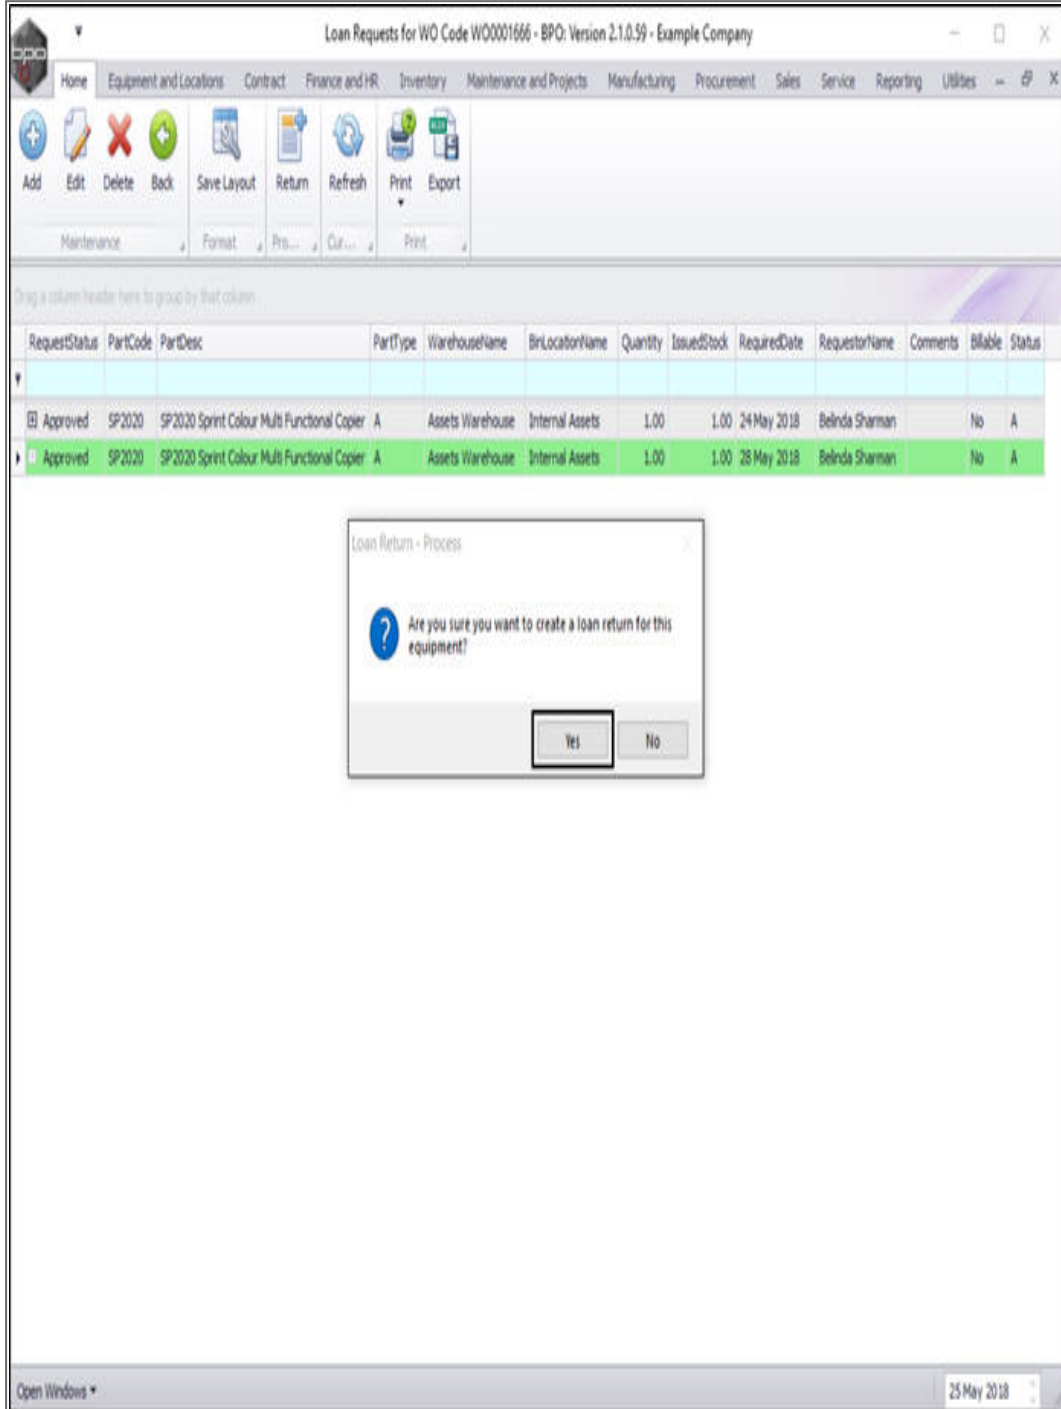 Loan Requests for WO Code WO0001666 - BPO: Version 2.1.0.59 - Example Company
bpo
Home Equipment and Locations Contract Finance and HR Inventory Maintenance and Projects Manufacturing Procurement Sales Service Reporting Utilities
Add Edit Delete Back Save Layout Return Refresh Print Export
Maintenance Format Pro... Cur... Print
Drag a column header here to group by that column
RequestStatus PartCode PartDesc PartType WarehouseName BinLocationName Quantity IssuedStock RequiredDate RequestorName Comments Billable Status
Approved SP2020 SP2020 Sprint Colour Multi Functional Copier A Assets Warehouse Internal Assets 1.00 1.00 24 May 2018 Belinda Sharman No A
Approved SP2020 SP2020 Sprint Colour Multi Functional Copier A Assets Warehouse Internal Assets 1.00 1.00 28 May 2018 Belinda Sharman No A
Loan Return - Process
Are you sure you want to create a loan return for this
equipment?
Yes No
Open Windows 25 May 2018